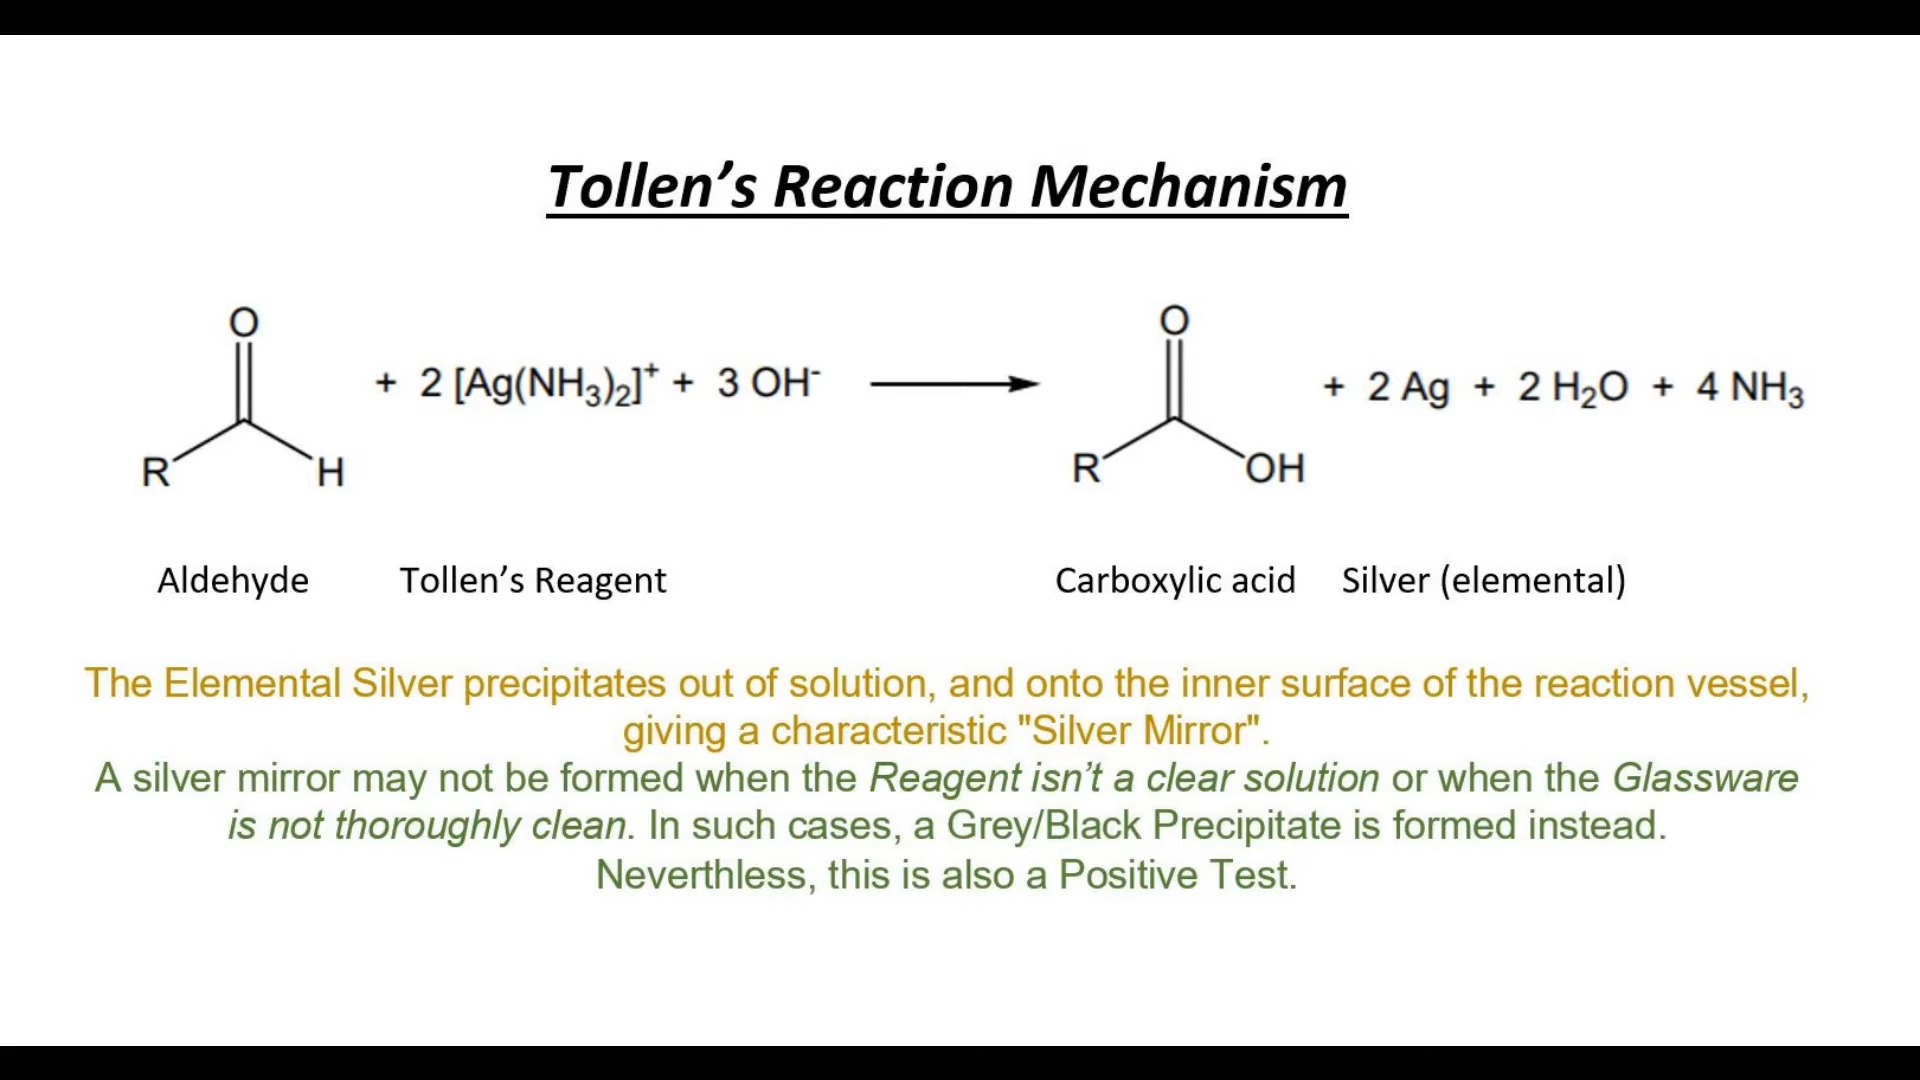 Tollen’s Reaction Mechanism
O
R
H
+ 2 [Ag(NH₃)₂]⁺ + 3 OH⁻
O
R
OH
+ 2 Ag + 2 H₂O + 4 NH₃
Aldehyde
Tollen’s Reagent
Carboxylic acid
Silver (elemental)
The Elemental Silver precipitates out of solution, and onto the inner surface of the reaction vessel,
giving a characteristic "Silver Mirror".
A silver mirror may not be formed when the Reagent isn’t a clear solution or when the Glassware
is not thoroughly clean. In such cases, a Grey/Black Precipitate is formed instead.
Nevertheless, this is also a Positive Test.